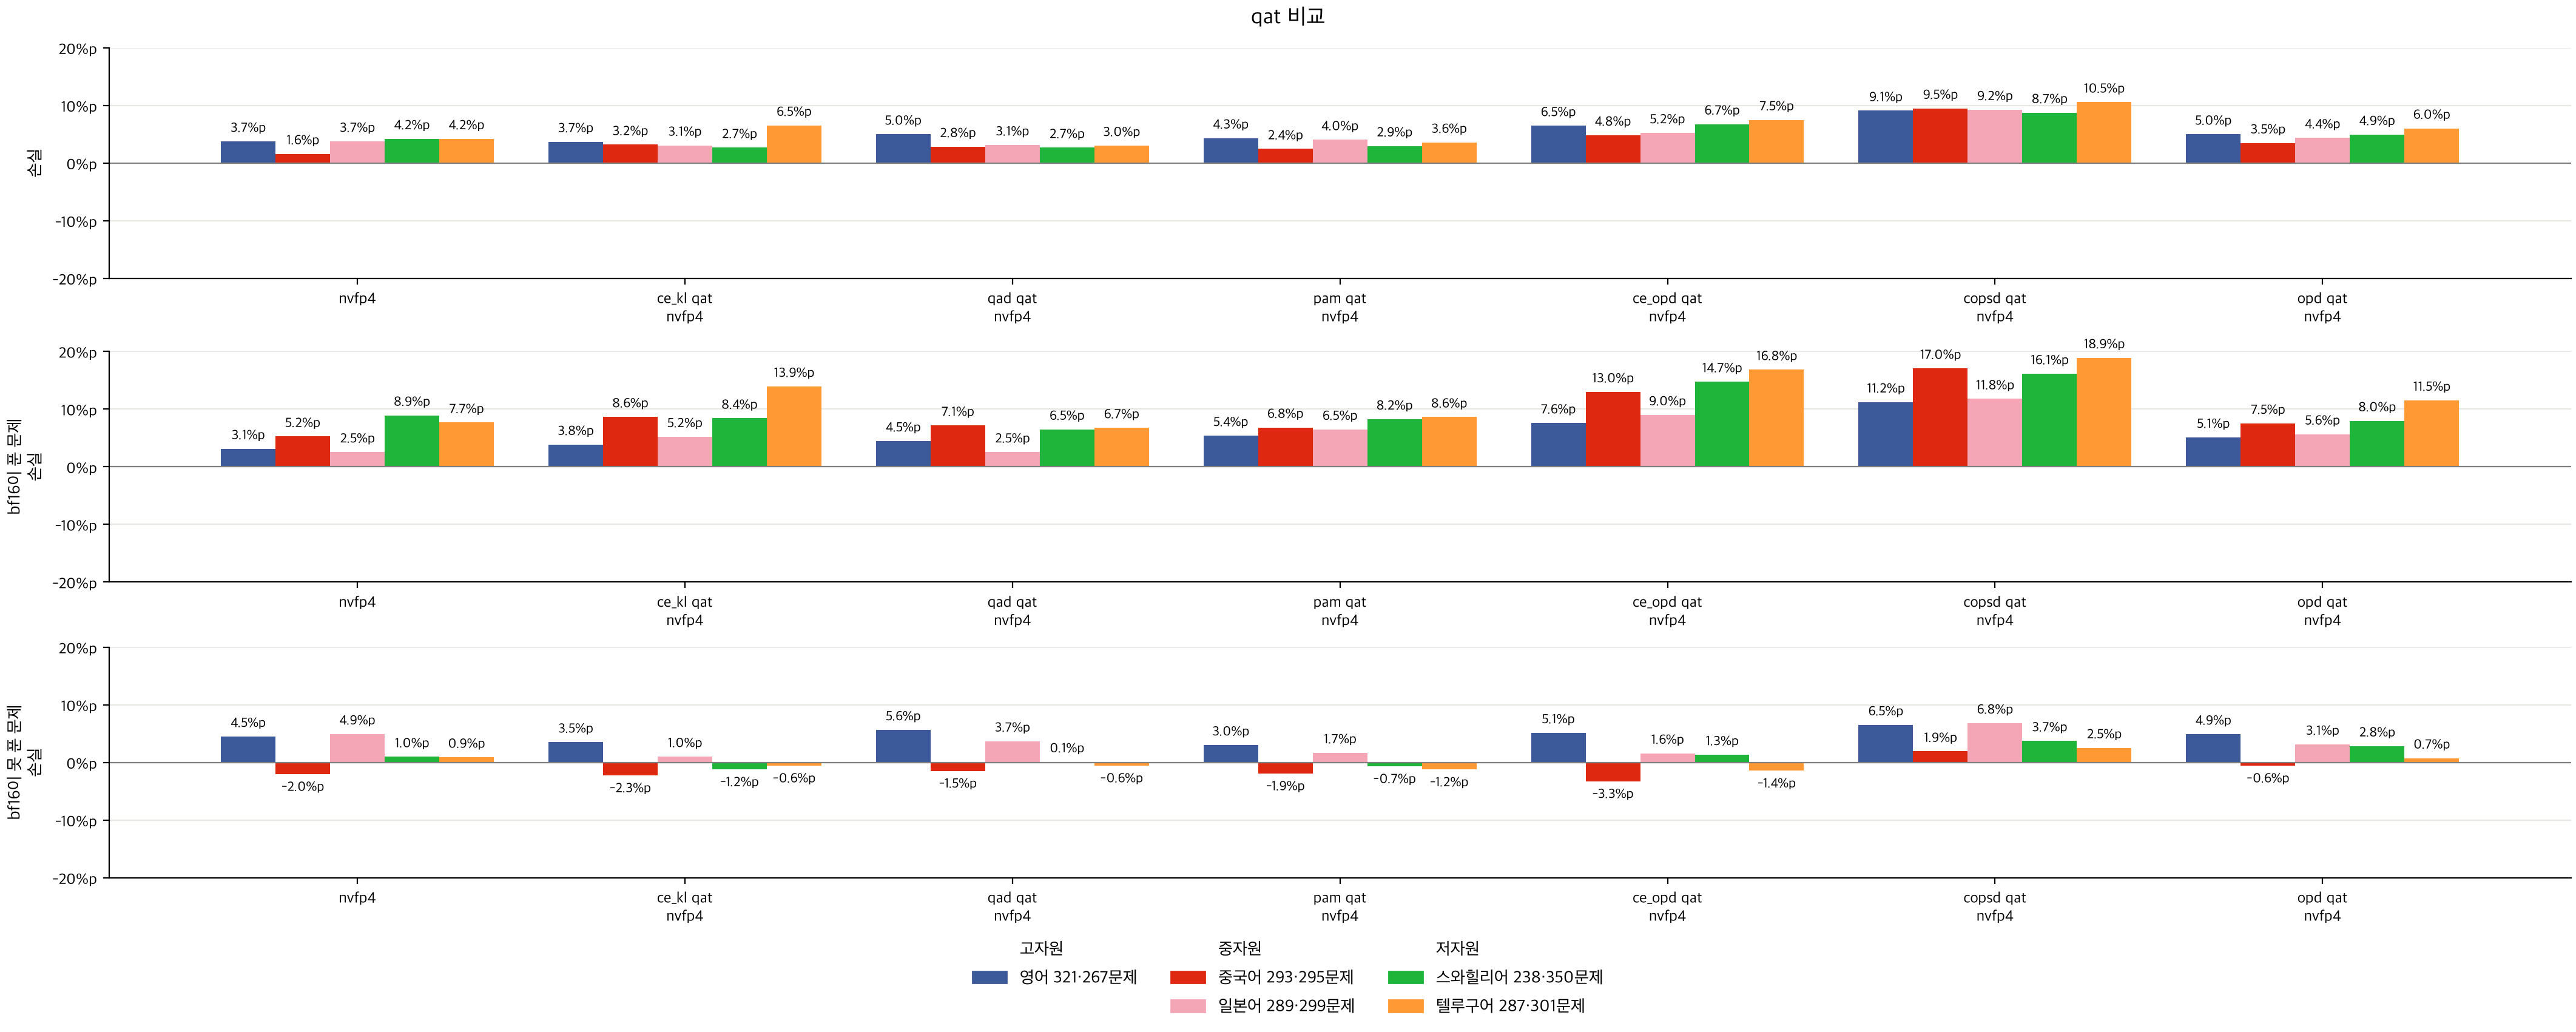 qat 비교
손실
20%p
10%p
0%p
-10%p
-20%p
3.7%p 1.6%p 3.7%p 4.2%p 4.2%p
3.7%p 3.2%p 3.1%p 2.7%p 6.5%p
5.0%p 2.8%p 3.1%p 2.7%p 3.0%p
4.3%p 2.4%p 4.0%p 2.9%p 3.6%p
6.5%p 4.8%p 5.2%p 6.7%p 7.5%p
9.1%p 9.5%p 9.2%p 8.7%p 10.5%p
5.0%p 3.5%p 4.4%p 4.9%p 6.0%p
nvfp4
ce_kl qat
nvfp4
qad qat
nvfp4
pam qat
nvfp4
ce_opd qat
nvfp4
copsd qat
nvfp4
opd qat
nvfp4
bf16이 푼 문제
손실
20%p
10%p
0%p
-10%p
-20%p
3.1%p 5.2%p 2.5%p 8.9%p 7.7%p
3.8%p 8.6%p 5.2%p 8.4%p 13.9%p
4.5%p 7.1%p 2.5%p 6.5%p 6.7%p
5.4%p 6.8%p 6.5%p 8.2%p 8.6%p
7.6%p 13.0%p 9.0%p 14.7%p 16.8%p
11.2%p 17.0%p 11.8%p 16.1%p 18.9%p
5.1%p 7.5%p 5.6%p 8.0%p 11.5%p
nvfp4
ce_kl qat
nvfp4
qad qat
nvfp4
pam qat
nvfp4
ce_opd qat
nvfp4
copsd qat
nvfp4
opd qat
nvfp4
bf16이 못 푼 문제
손실
20%p
10%p
0%p
-10%p
-20%p
4.5%p -2.0%p 4.9%p 1.0%p 0.9%p
3.5%p -2.3%p 1.0%p -1.2%p -0.6%p
5.6%p -1.5%p 3.7%p 0.1%p -0.6%p
3.0%p -1.9%p 1.7%p -0.7%p -1.2%p
5.1%p -3.3%p 1.6%p 1.3%p -1.4%p
6.5%p 1.9%p 6.8%p 3.7%p 2.5%p
4.9%p -0.6%p 3.1%p 2.8%p 0.7%p
nvfp4
ce_kl qat
nvfp4
qad qat
nvfp4
pam qat
nvfp4
ce_opd qat
nvfp4
copsd qat
nvfp4
opd qat
nvfp4
고자원
영어 321·267문제
중자원
중국어 293·295문제
일본어 289·299문제
저자원
스와힐리어 238·350문제
텔루구어 287·301문제